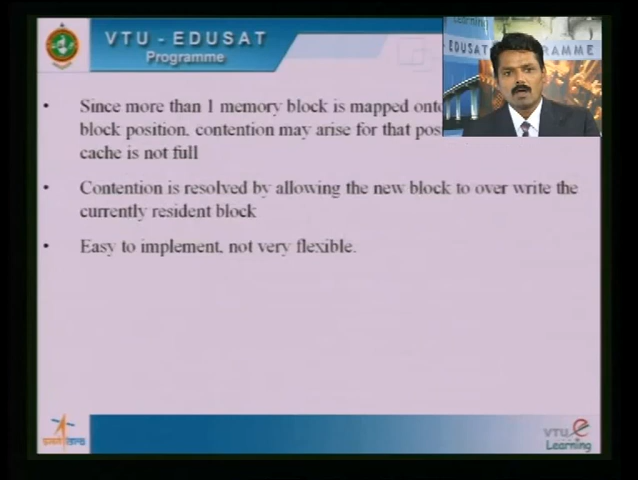 VTU - EDUSAT
Programme
Learning
- EDUSAT
AMME
• Since more than 1 memory block is mapped
block position, contention may arise for that pos
cache is not full
• Contention is resolved by allowing the new block to over write the
currently resident block
• Easy to implement, not very flexible.
VTU e
Learning